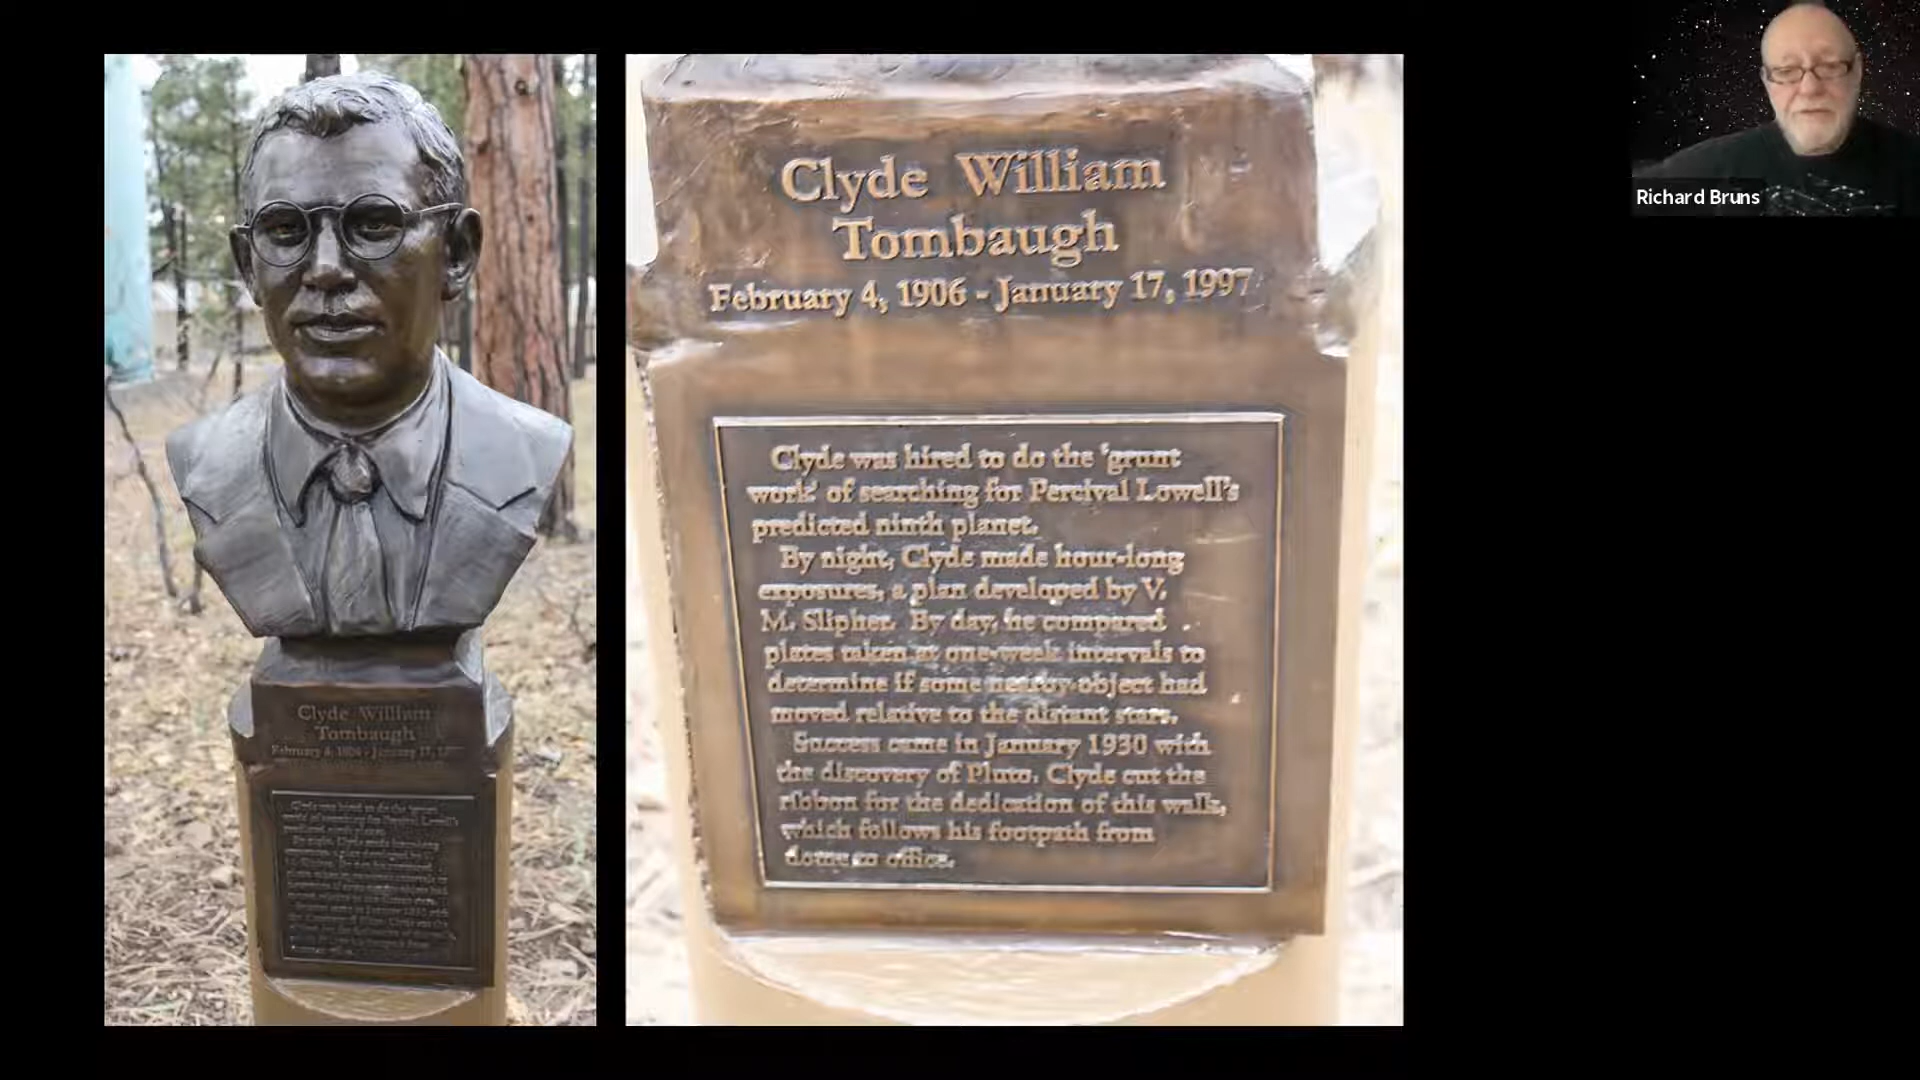 Clyde William
Tombaugh
February 4, 1906 - January 17, 1997
Clyde was hired to do the 'grunt
work' of searching for Percival Lowell's
predicted ninth planet.
By night, Clyde made hour-long
exposures, a plan developed by V.
M. Slipher. By day, he compared
plates taken at one-week intervals to
determine if some nearby object had
moved relative to the distant stars.
Success came in January 1930 with
the discovery of Pluto. Clyde cut the
ribbon for the dedication of this walk,
which follows his footpath from
dome to office.
Clyde William
Tombaugh
Richard Bruns